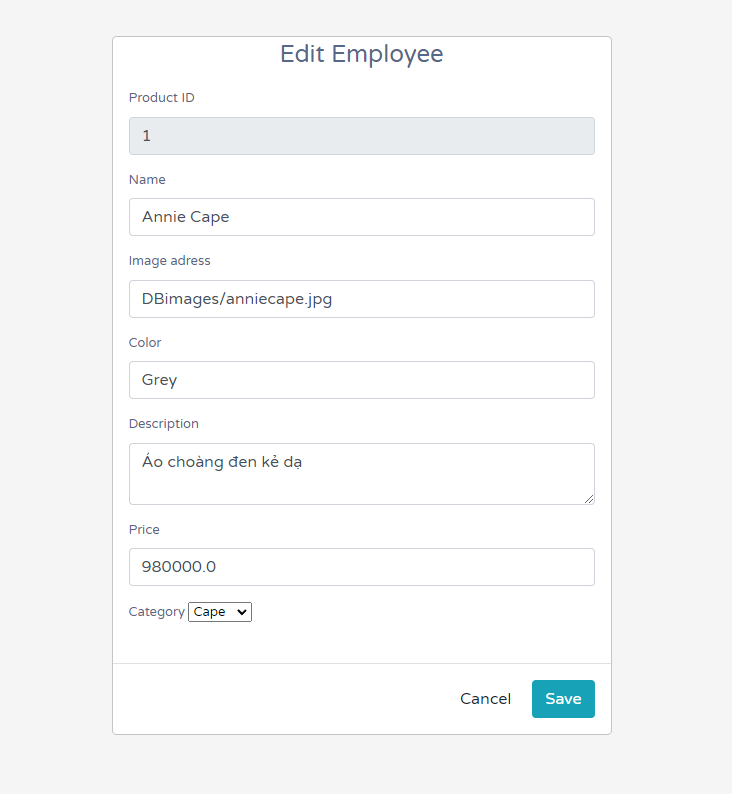 Edit Employee
Product ID
1
Name
Annie Cape
Image adress
DBimages/anniecape.jpg
Color
Grey
Description
Áo choàng đen kẻ dạ
Price
980000.0
Category Cape
Cancel Save